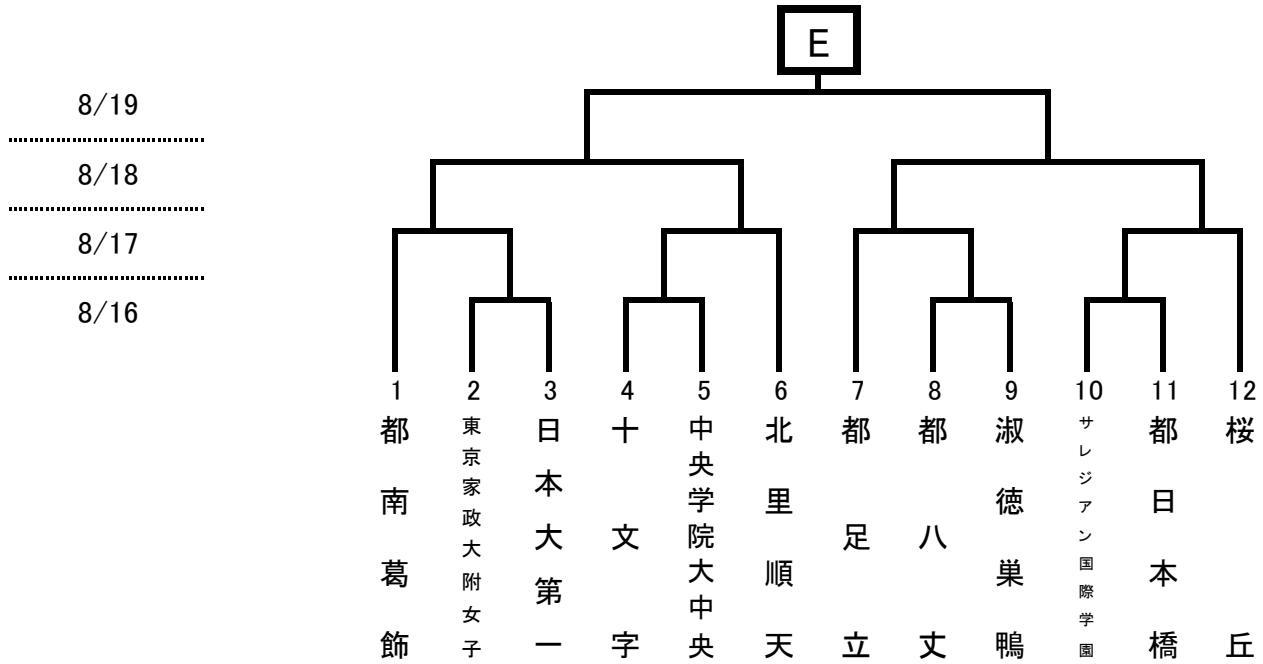 E
8/19
8/18
8/17
8/16
1
2
3
4
5
6
7
8
9
10
11
12
都南葛飾
東京家政大附女子
日本大第一
十文字
中央学院大中央
北里順天
都足立
都八丈
淑徳巣鴨
サレジアン国際学園
都日本橋
桜丘